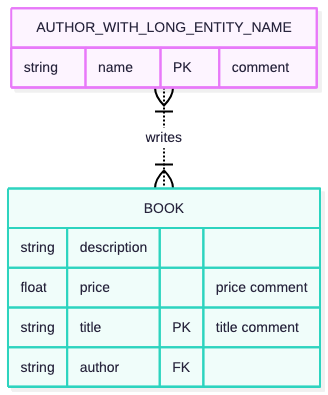 AUTHOR_WITH_LONG_ENTITY_NAME
string name PK comment
writes
BOOK
string description
float price price comment
string title PK title comment
string author FK